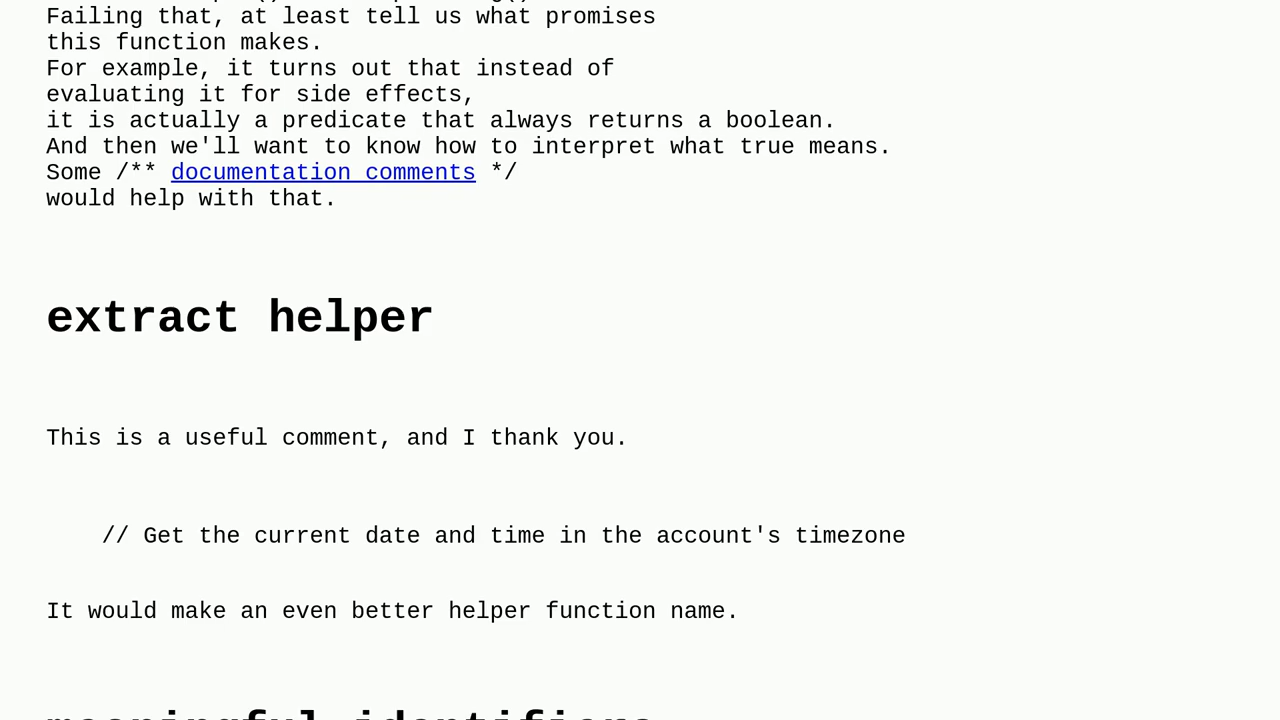 Failing that, at least tell us what promises
this function makes.
For example, it turns out that instead of
evaluating it for side effects,
it is actually a predicate that always returns a boolean.
And then we'll want to know how to interpret what true means.
Some /** documentation comments */
would help with that.
extract helper
This is a useful comment, and I thank you.
// Get the current date and time in the account's timezone
It would make an even better helper function name.
meaningful identifiers